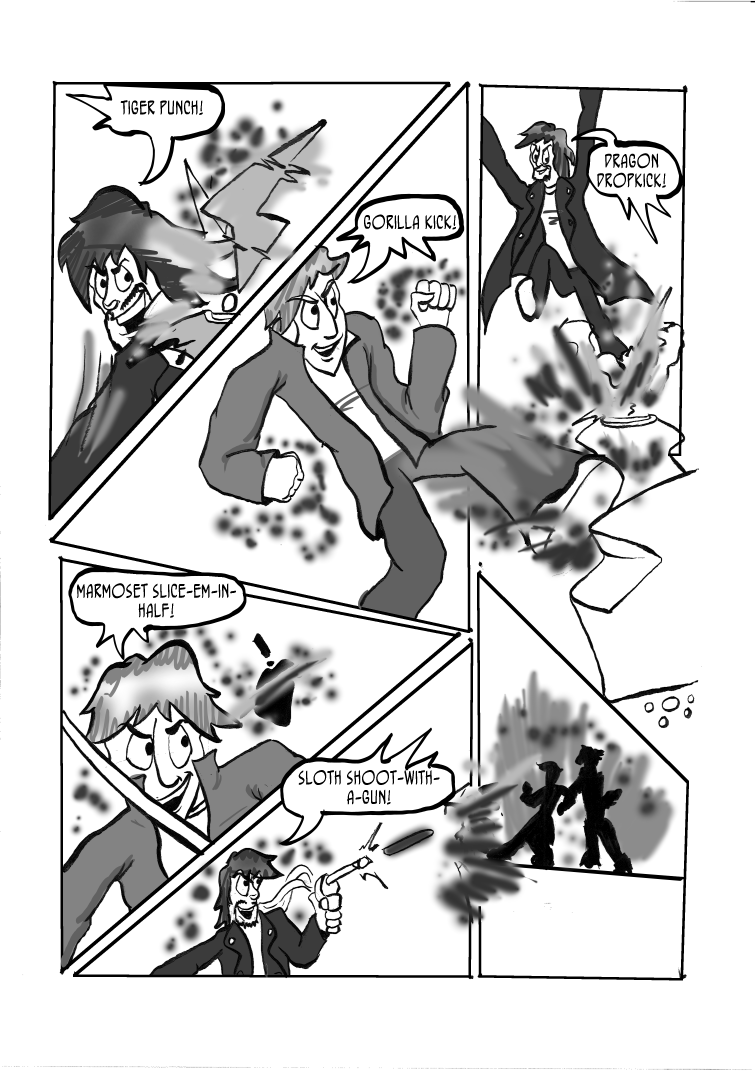 TIGER PUNCH!
GORILLA KICK!
DRAGON
DROPKICK!
MARMOSET SLICE-EM-IN-
HALF!
SLOTH SHOOT-WITH-
A-GUN!